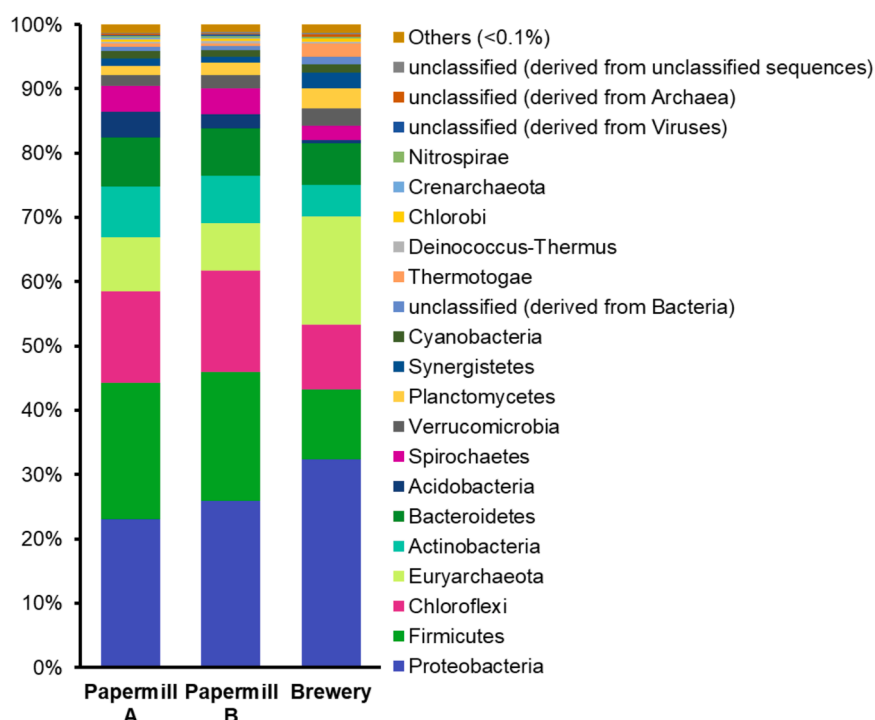 100%
90%
80%
70%
60%
50%
40%
30%
20%
10%
0%
Papermill A
Papermill B
Brewery
Others (<0.1%)
unclassified (derived from unclassified sequences)
unclassified (derived from Archaea)
unclassified (derived from Viruses)
Nitrospirae
Crenarchaeota
Chlorobi
Deinococcus-Thermus
Thermotogae
unclassified (derived from Bacteria)
Cyanobacteria
Synergistetes
Planctomycetes
Verrucomicrobia
Spirochaetes
Acidobacteria
Bacteroidetes
Actinobacteria
Euryarchaeota
Chloroflexi
Firmicutes
Proteobacteria